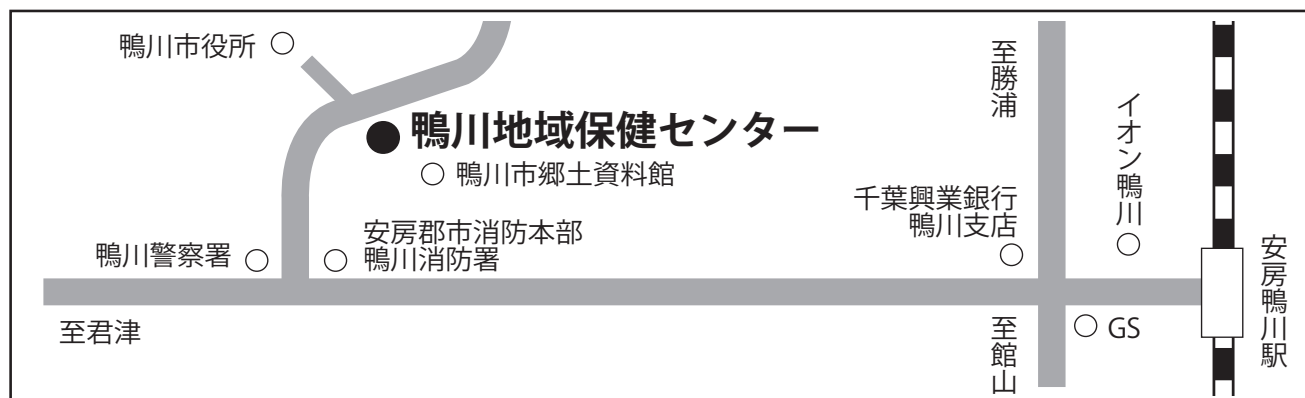 鴨川市役所
鴨川地域保健センター
鴨川市郷土資料館
鴨川警察署
安房郡市消防本部
鴨川消防署
至君津
至勝浦
千葉興業銀行
鴨川支店
イオン鴨川
至館山
GS
安房鴨川駅